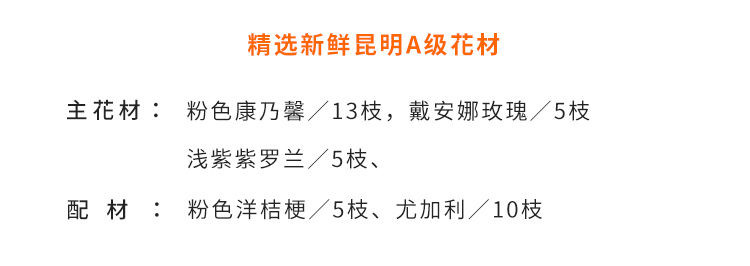 精选新鲜昆明A级花材
主花材： 粉色康乃馨／13枝，戴安娜玫瑰／5枝
浅紫紫罗兰／5枝、
配材： 粉色洋桔梗／5枝、尤加利／10枝